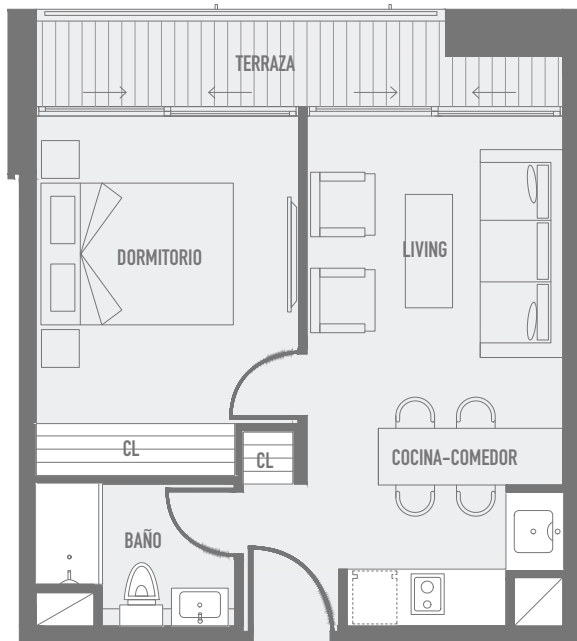 TERRAZA
DORMITORIO
LIVING
CL
CL
COCINA-COMEDOR
BAÑO